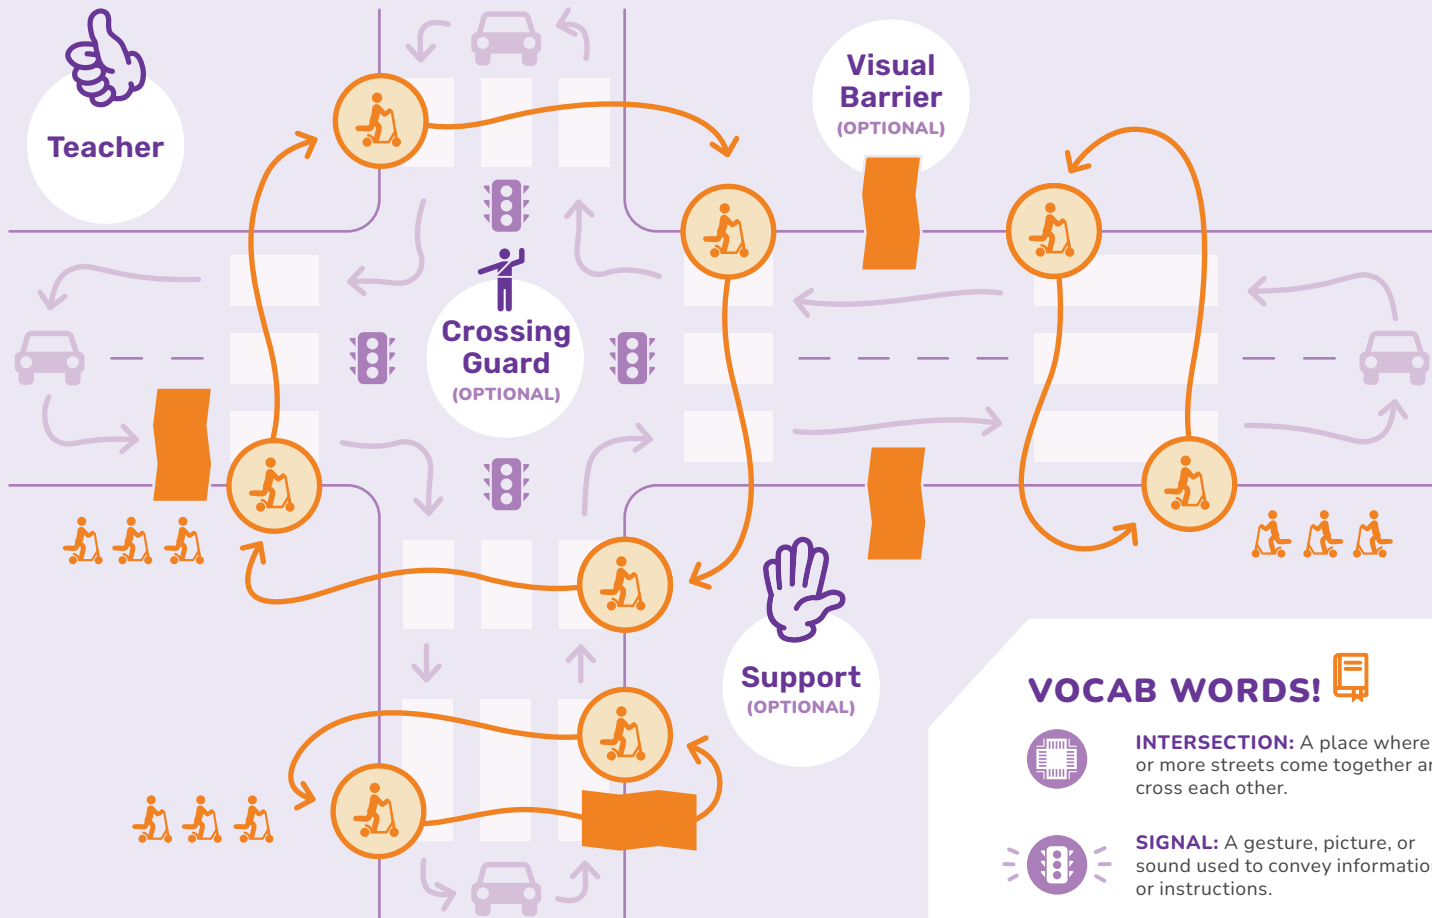 Teacher
Visual
Barrier
(OPTIONAL)
Crossing
Guard
(OPTIONAL)
Support
(OPTIONAL)
VOCAB WORDS!
INTERSECTION: A place where
or more streets come together
cross each other.
SIGNAL: A gesture, picture, or
sound used to convey
or instructions.